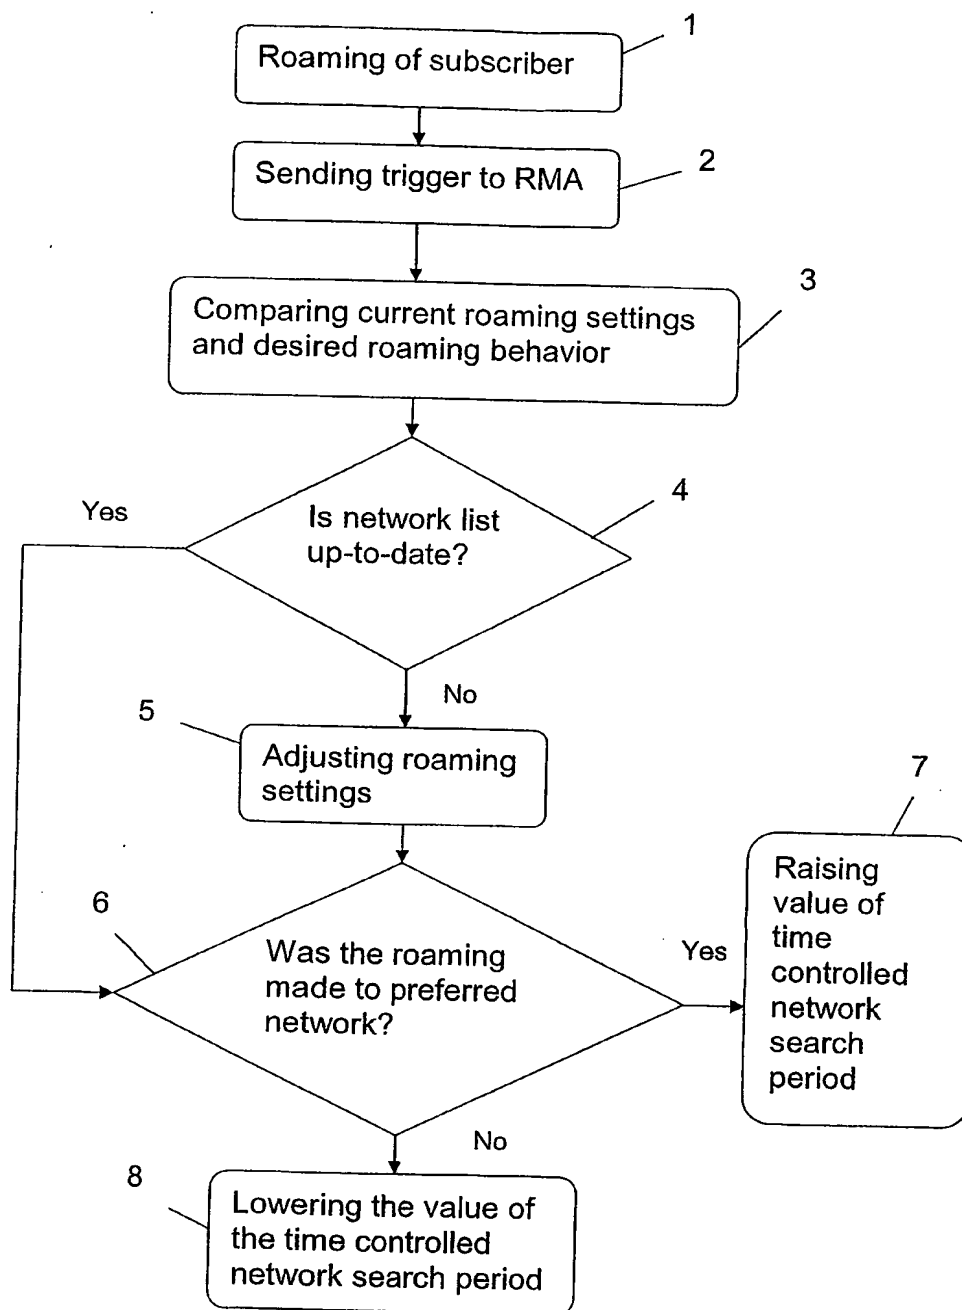 1
Roaming of subscriber
2
Sending trigger to RMA
3
Comparing current roaming settings
and desired roaming behavior
4
Yes
Is network list
up-to-date?
No
5
Adjusting roaming
settings
7
Raising
value of
time
controlled
network
search
period
6
Was the roaming
made to preferred
network?
Yes
No
8
Lowering the value of
the time controlled
network search period